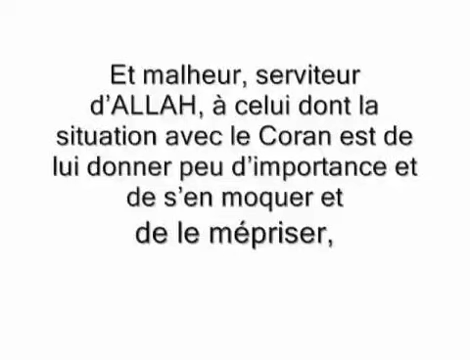 Et malheur, serviteur
d’ALLAH, à celui dont la
situation avec le Coran est de
lui donner peu d’importance et
de s’en moquer et
de le mépriser,